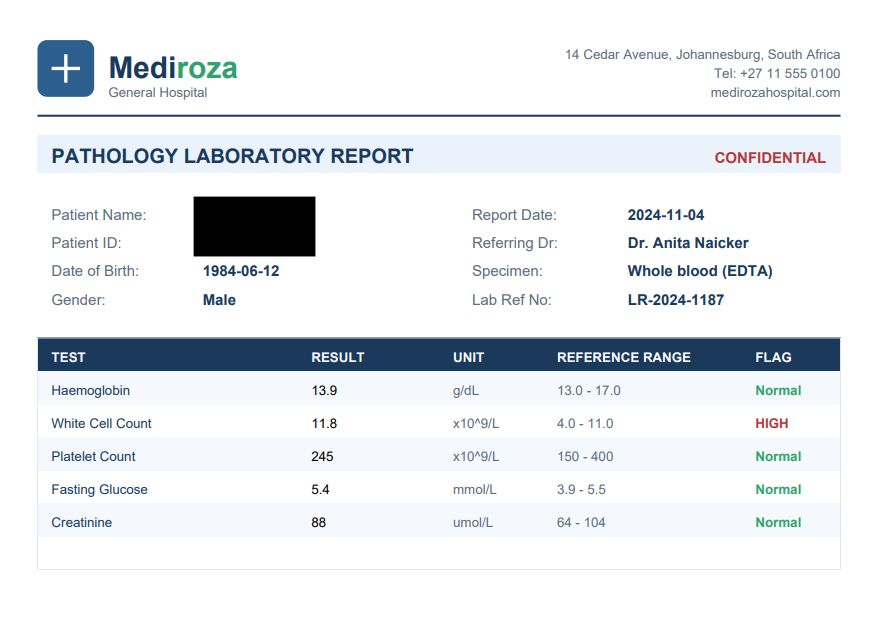 Mediroza
General Hospital
14 Cedar Avenue, Johannesburg, South Africa
Tel: +27 11 555 0100
medirozahospital.com
PATHOLOGY LABORATORY REPORT CONFIDENTIAL
Patient Name: Report Date: 2024-11-04
Patient ID: Referring Dr: Dr. Anita Naicker
Date of Birth: 1984-06-12 Specimen: Whole blood (EDTA)
Gender: Male Lab Ref No: LR-2024-1187
TEST RESULT UNIT REFERENCE RANGE FLAG
Haemoglobin 13.9 g/dL 13.0 - 17.0 Normal
White Cell Count 11.8 x10^9/L 4.0 - 11.0 HIGH
Platelet Count 245 x10^9/L 150 - 400 Normal
Fasting Glucose 5.4 mmol/L 3.9 - 5.5 Normal
Creatinine 88 umol/L 64 - 104 Normal